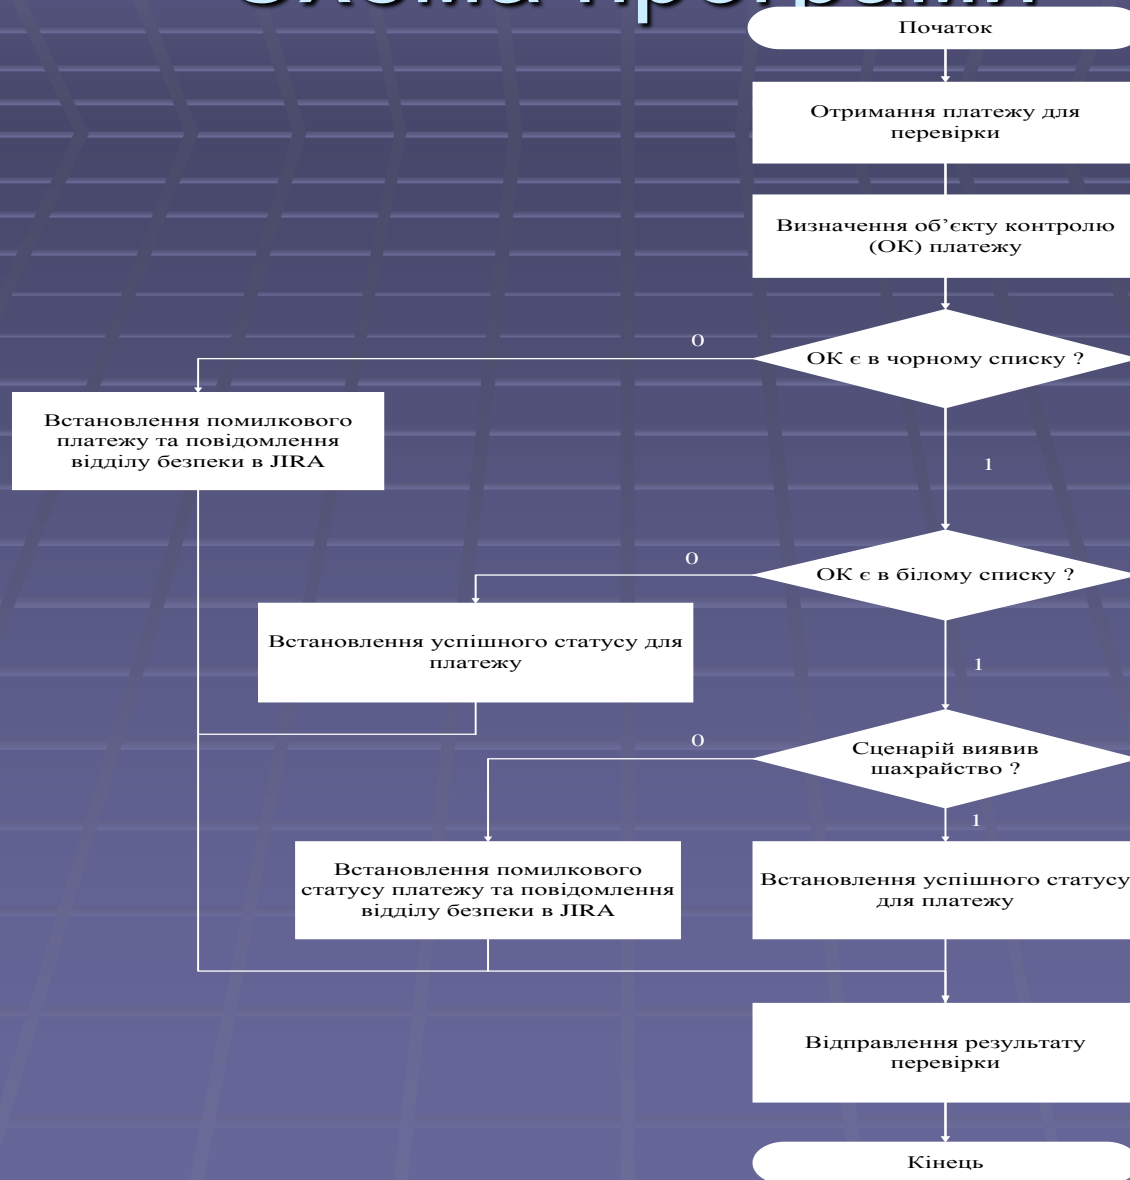 Схема програми
Початок
Отримання платежу для
перевірки
Визначення об’єкту контролю
(ОК) платежу
0
ОК є в чорному списку ?
Встановлення помилкового
платежу та повідомлення
відділу безпеки в JIRA
1
0
ОК є в білому списку ?
Встановлення успішного статусу для
платежу
1
0
Сценарій виявив
шахрайство ?
1
Встановлення помилкового
статусу платежу та повідомлення
відділу безпеки в JIRA
Встановлення успішного статусу
для платежу
Відправлення результату
перевірки
Кінець